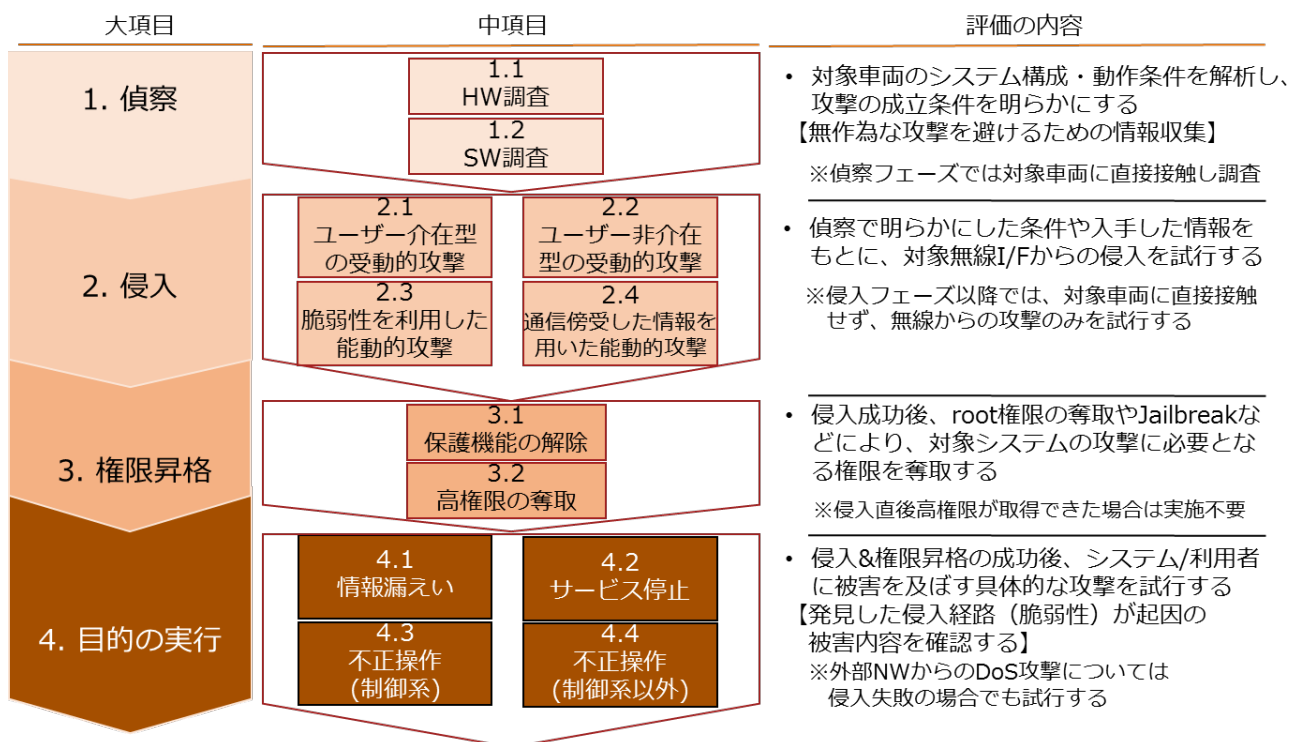 大項目
中項目
評価の内容
1. 偵察
1.1
HW調査
1.2
SW調査
• 対象車両のシステム構成・動作条件を解析し、
攻撃の成立条件を明らかにする
【無作為な攻撃を避けるための情報収集】
※偵察フェーズでは対象車両に直接接触し調査
2. 侵入
2.1
ユーザー介在型
の受動的攻撃
2.2
ユーザー非介在
型の受動的攻撃
2.3
脆弱性を利用した
能動的攻撃
2.4
通信傍受した情報を
用いた能動的攻撃
• 偵察で明らかにした条件や入手した情報を
もとに、対象無線I/Fからの侵入を試行する
※侵入フェーズ以降では、対象車両に直接接触
せず、無線からの攻撃のみを試行する
3. 権限昇格
3.1
保護機能の解除
3.2
高権限の奪取
• 侵入成功後、root権限の奪取やJailbreakな
どにより、対象システムの攻撃に必要とな
る権限を奪取する
※侵入直後高権限が取得できた場合は実施不要
4. 目的の実行
4.1
情報漏えい
4.2
サービス停止
4.3
不正操作
(制御系)
4.4
不正操作
(制御系以外)
• 侵入&権限昇格の成功後、システム/利用者
に被害を及ぼす具体的な攻撃を試行する
【発見した侵入経路（脆弱性）が起因の
被害内容を確認する】
※外部NWからのDoS攻撃については
侵入失敗の場合でも試行する